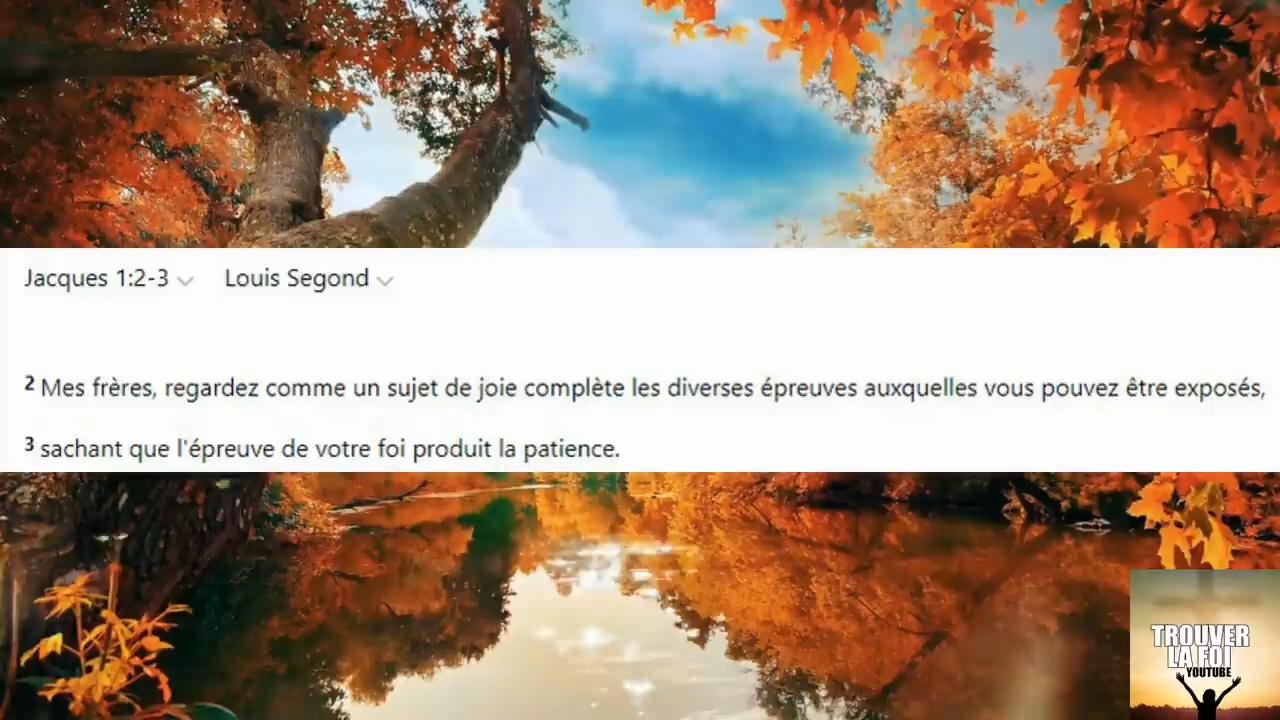 Jacques 1:2-3 Louis Segond
2 Mes frères, regardez comme un sujet de joie complète les diverses épreuves auxquelles vous pouvez être exposés,
3 sachant que l'épreuve de votre foi produit la patience.
TROUVER
LA FOI
YOUTUBE